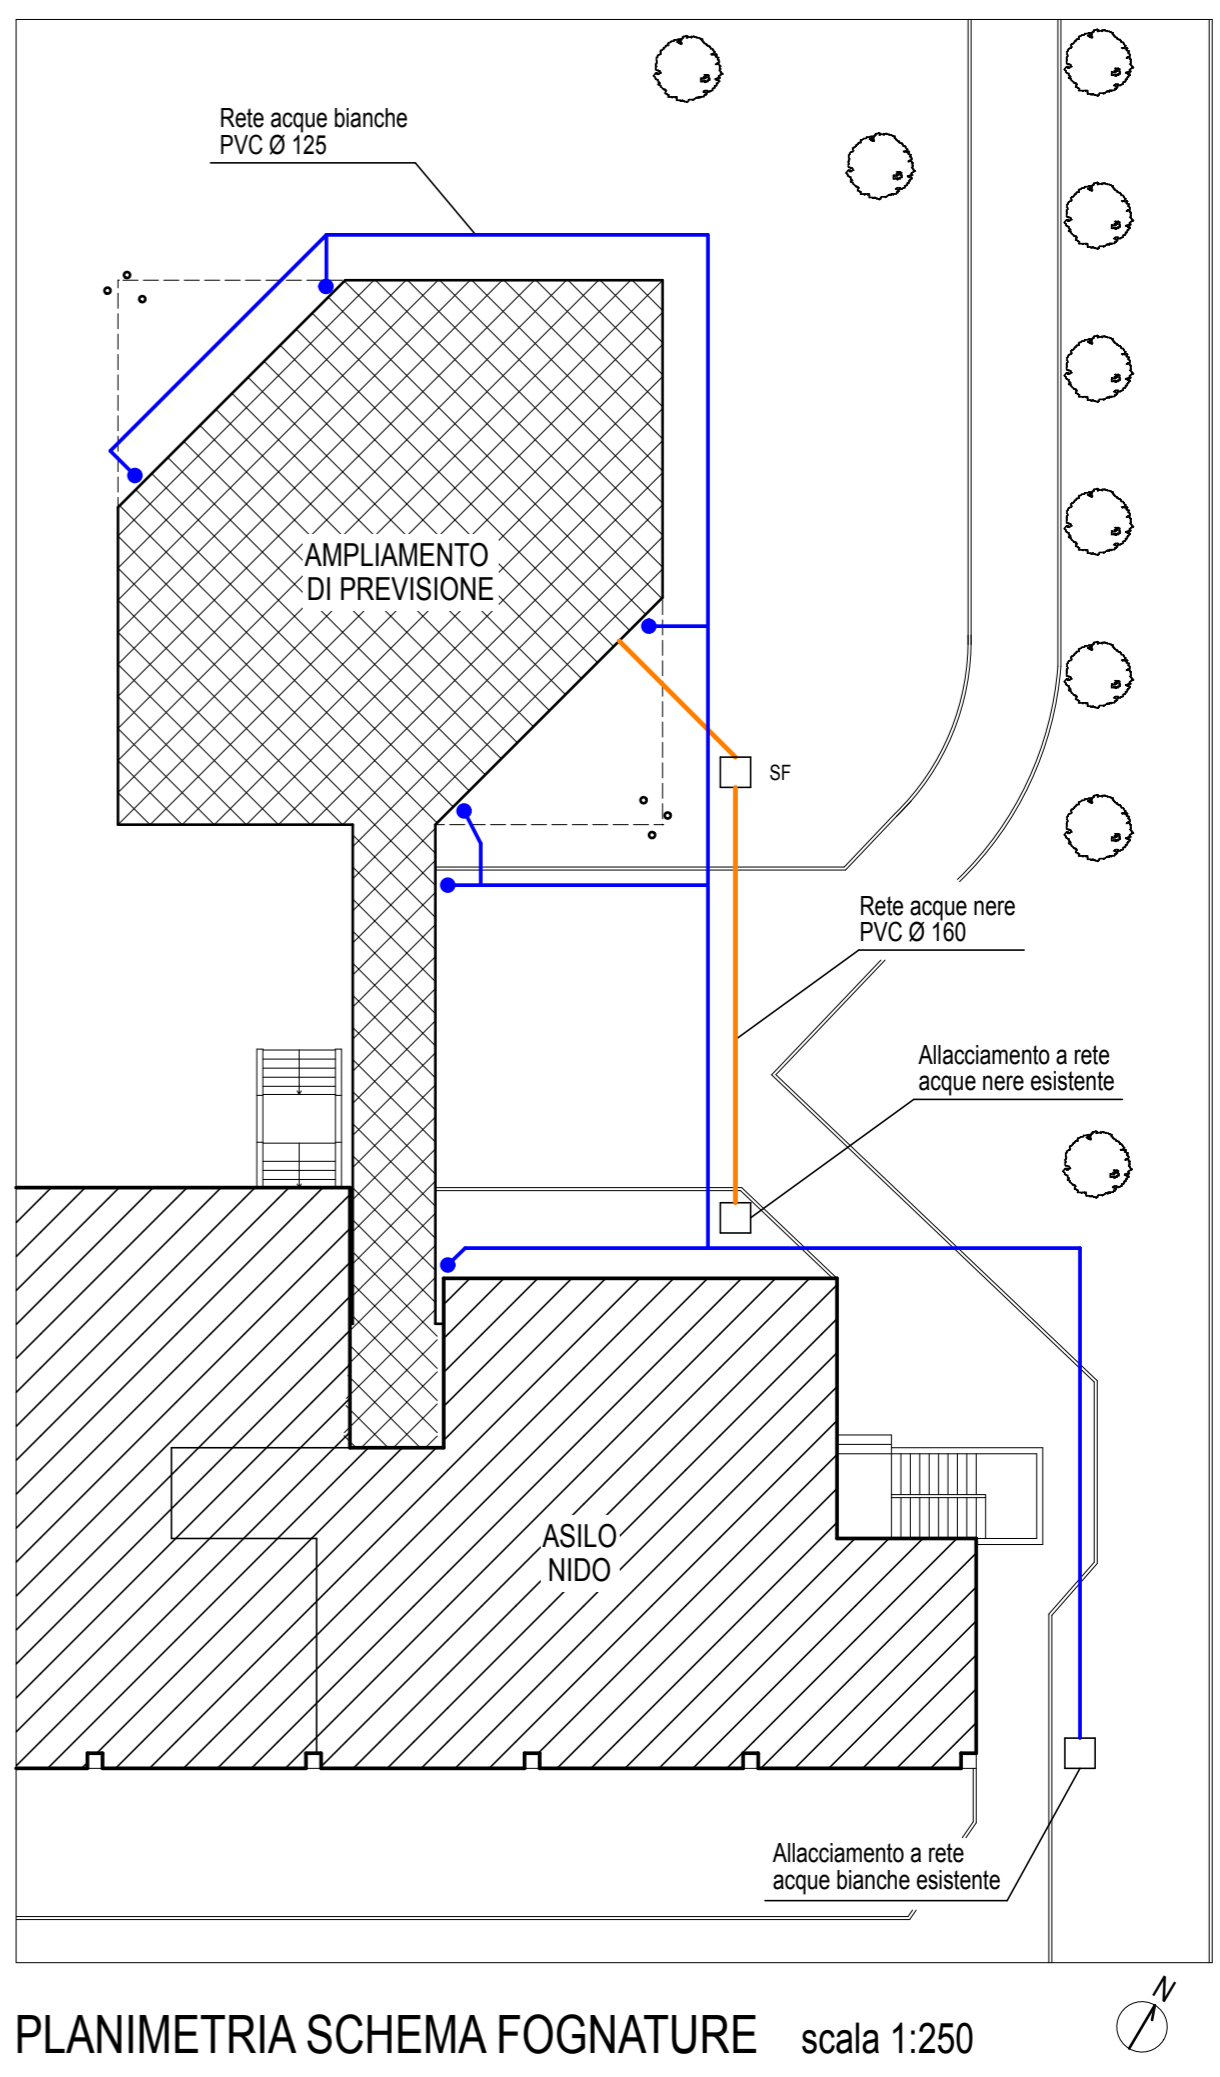 Rete acque bianche
PVC Ø 125
AMPLIAMENTO
DI PREVISIONE
SF
Rete acque nere
PVC Ø 160
Allacciamento a rete
acque nere esistente
ASILO
NIDO
Allacciamento a rete
acque bianche esistente
N
PLANIMETRIA SCHEMA FOGNATURE scala 1:250